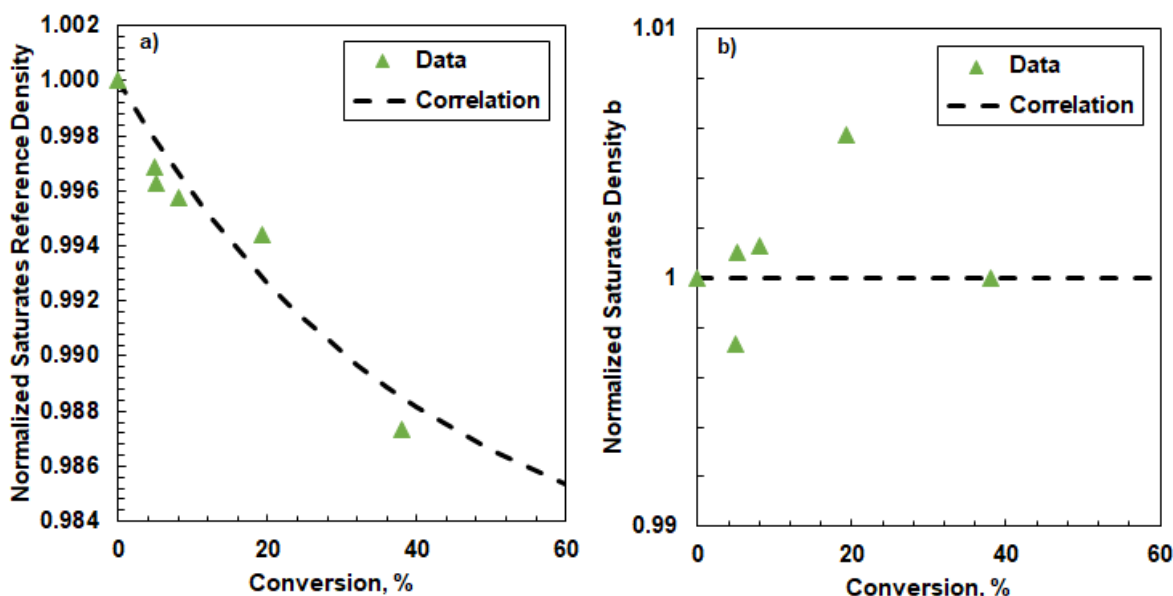 a)
Data
Correlation
1.002
1.000
0.998
0.996
0.994
0.992
0.990
0.988
0.986
0.984
Normalized Saturates Reference Density
0 20 40 60
Conversion, %
b)
Data
Correlation
1.01
1
0.99
Normalized Saturates Density b
0 20 40 60
Conversion, %